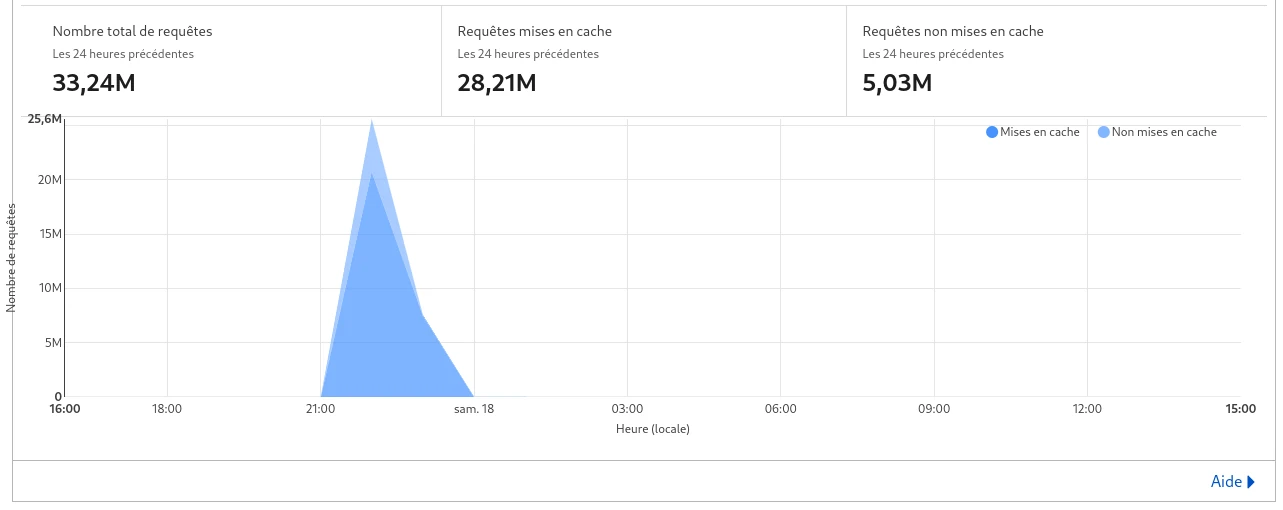 Nombre total de requêtes
Les 24 heures précédentes
33,24M
Requêtes mises en cache
Les 24 heures précédentes
28,21M
Requêtes non mises en cache
Les 24 heures précédentes
5,03M
Mises en cache
Non mises en cache
Nombre de requêtes
25,6M
20M
15M
10M
5M
0
16:00
18:00
21:00
sam. 18
03:00
06:00
09:00
12:00
15:00
Heure (locale)
Aide